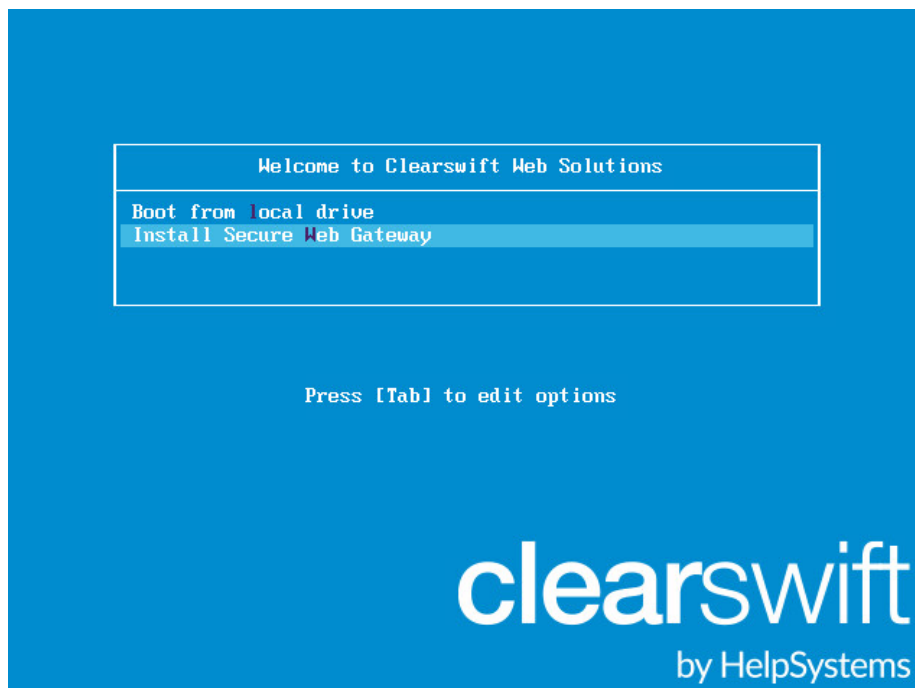 Welcome to Clearswift Web Solutions
Boot from local drive
Install Secure Web Gateway
Press [Tab] to edit options
clearswift
by HelpSystems